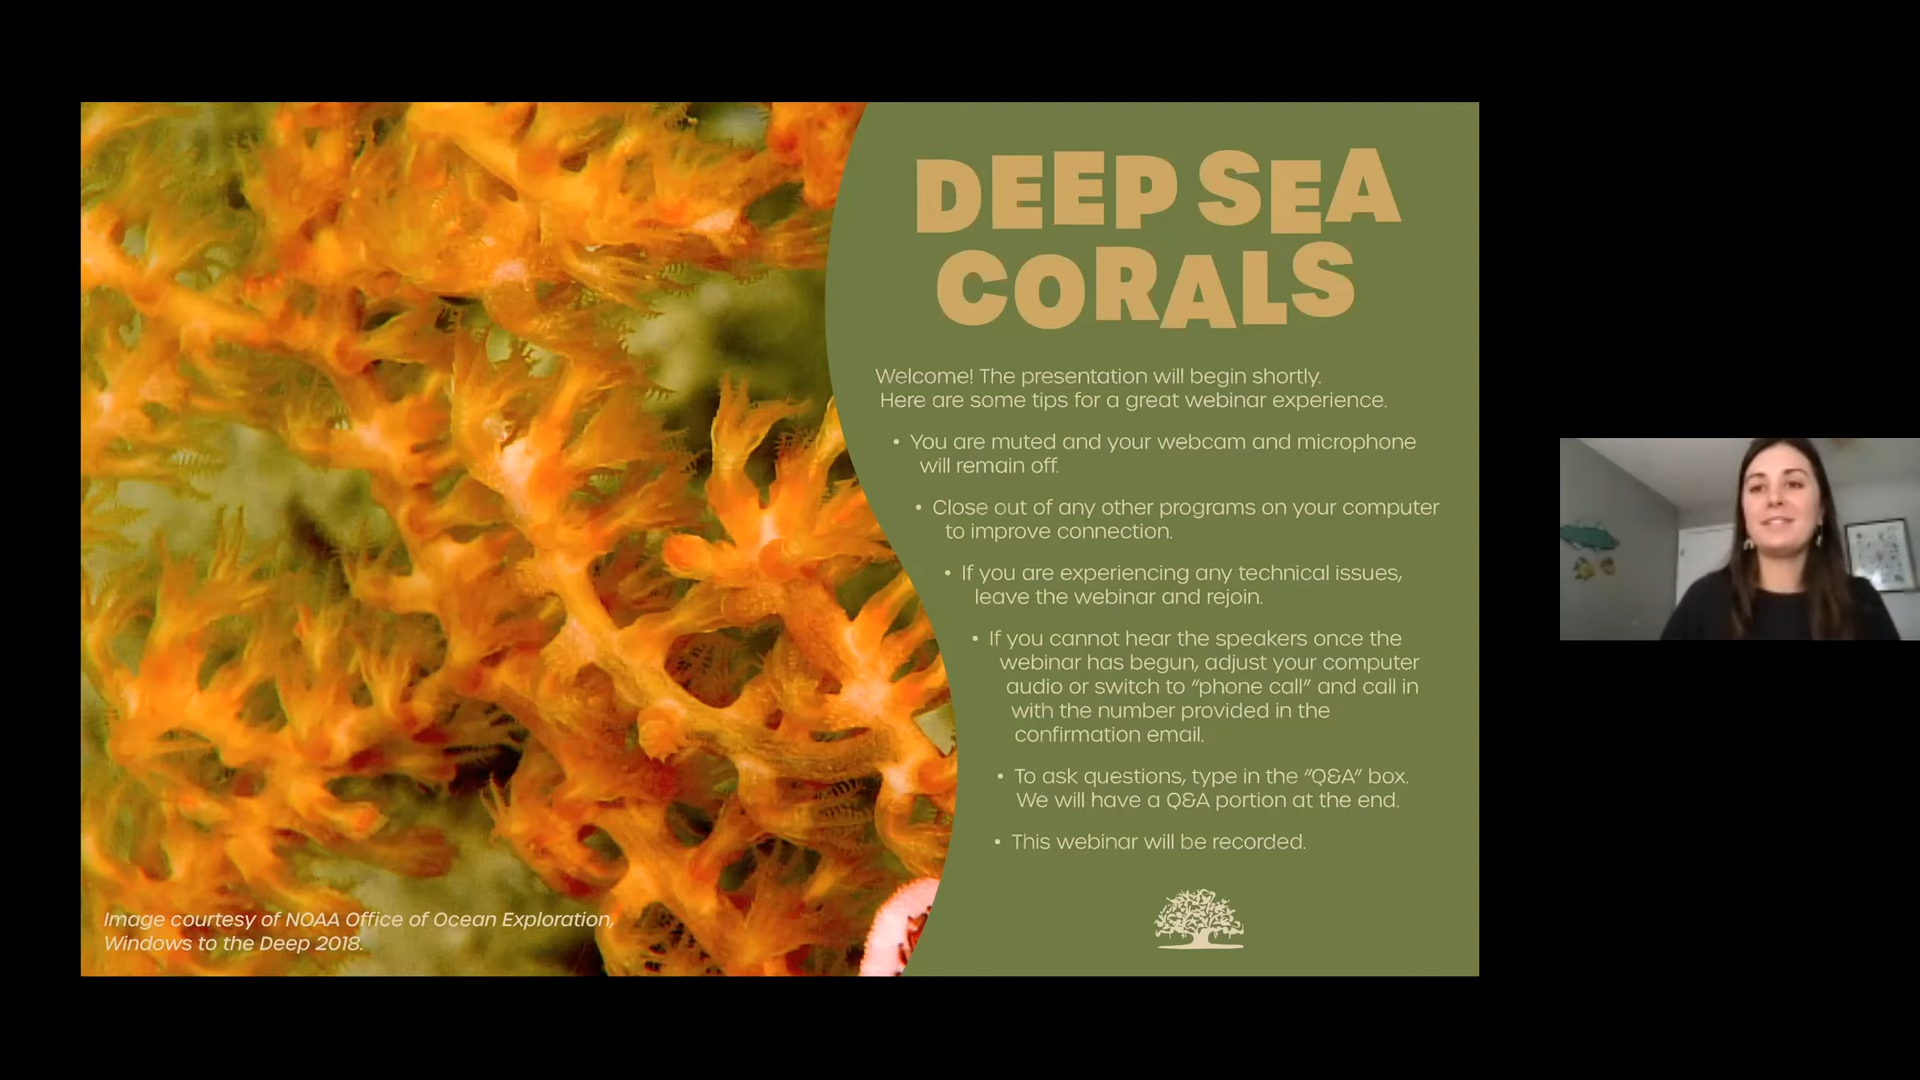 DEEP SEA
CORALS
Welcome! The presentation will begin shortly.
Here are some tips for a great webinar experience.
• You are muted and your webcam and microphone
will remain off.
• Close out of any other programs on your computer
to improve connection.
• If you are experiencing any technical issues,
leave the webinar and rejoin.
• If you cannot hear the speakers once the
webinar has begun, adjust your computer
audio or switch to “phone call” and call in
with the number provided in the
confirmation email.
• To ask questions, type in the “Q&A” box.
We will have a Q&A portion at the end.
• This webinar will be recorded.
Image courtesy of NOAA Office of Ocean Exploration,
Windows to the Deep 2018.